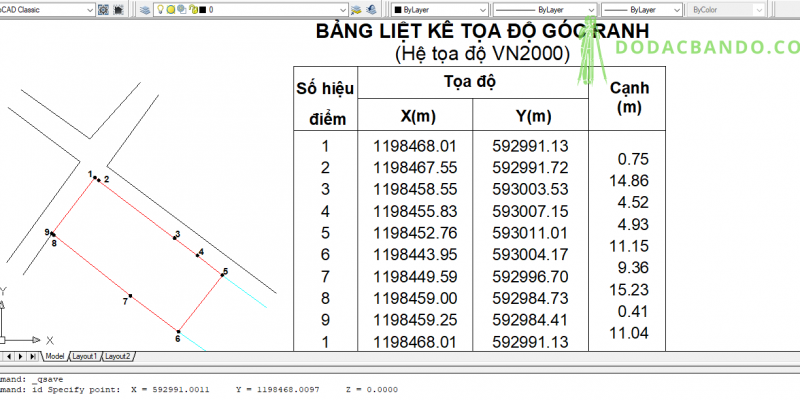 CAD Classic
0
ByLayer
ByLayer
ByLayer
ByColor
BẢNG LIỆT KÊ TỌA ĐỘ GÓC RANH
(Hệ tọa độ VN2000)
DODACBANDO.CO
Số hiệu điểm Tọa độ Cạnh (m)
X(m) Y(m)
1 1198468.01 592991.13
0.75
2 1198467.55 592991.72
14.86
3 1198458.55 593003.53
4.52
4 1198455.83 593007.15
4.93
5 1198452.76 593011.01
11.15
6 1198443.95 593004.17
9.36
7 1198449.59 592996.70
15.23
8 1198459.00 592984.73
0.41
9 1198459.25 592984.41
11.04
1 1198468.01 592991.13
1
2
3
4
5
6
7
8
9
Y
X
Model Layout1 Layout2
mmand: _qsave
mmand: id Specify point: X = 592991.0011 Y = 1198468.0097 Z = 0.0000